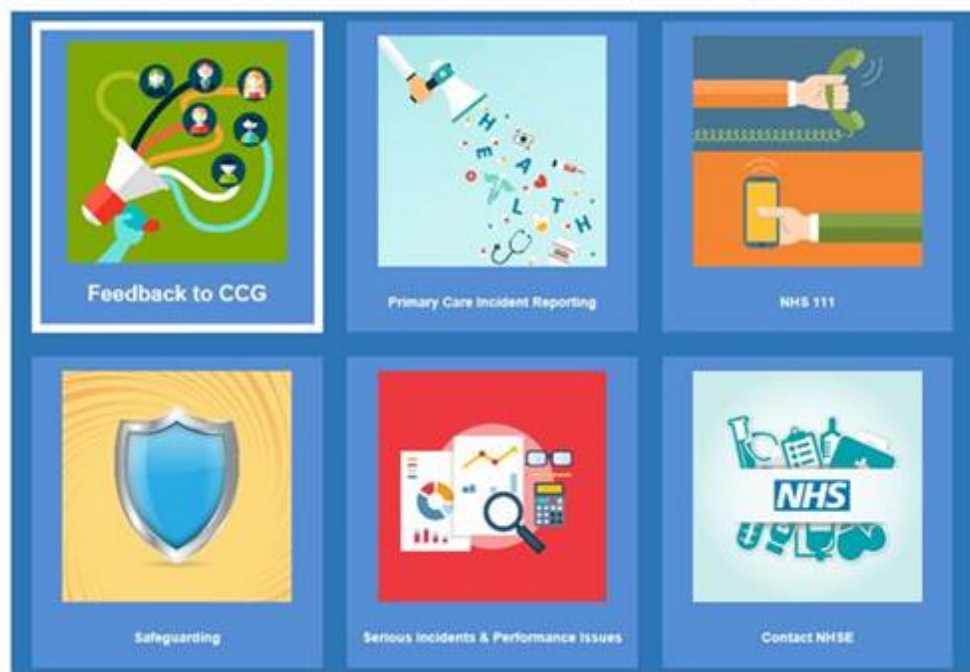 Feedback to CCG
HEALTH
Primary Care Incident Reporting
NHS 111
NHS
Safeguarding
Serious Incidents & Performance Issues
Contact NHSE